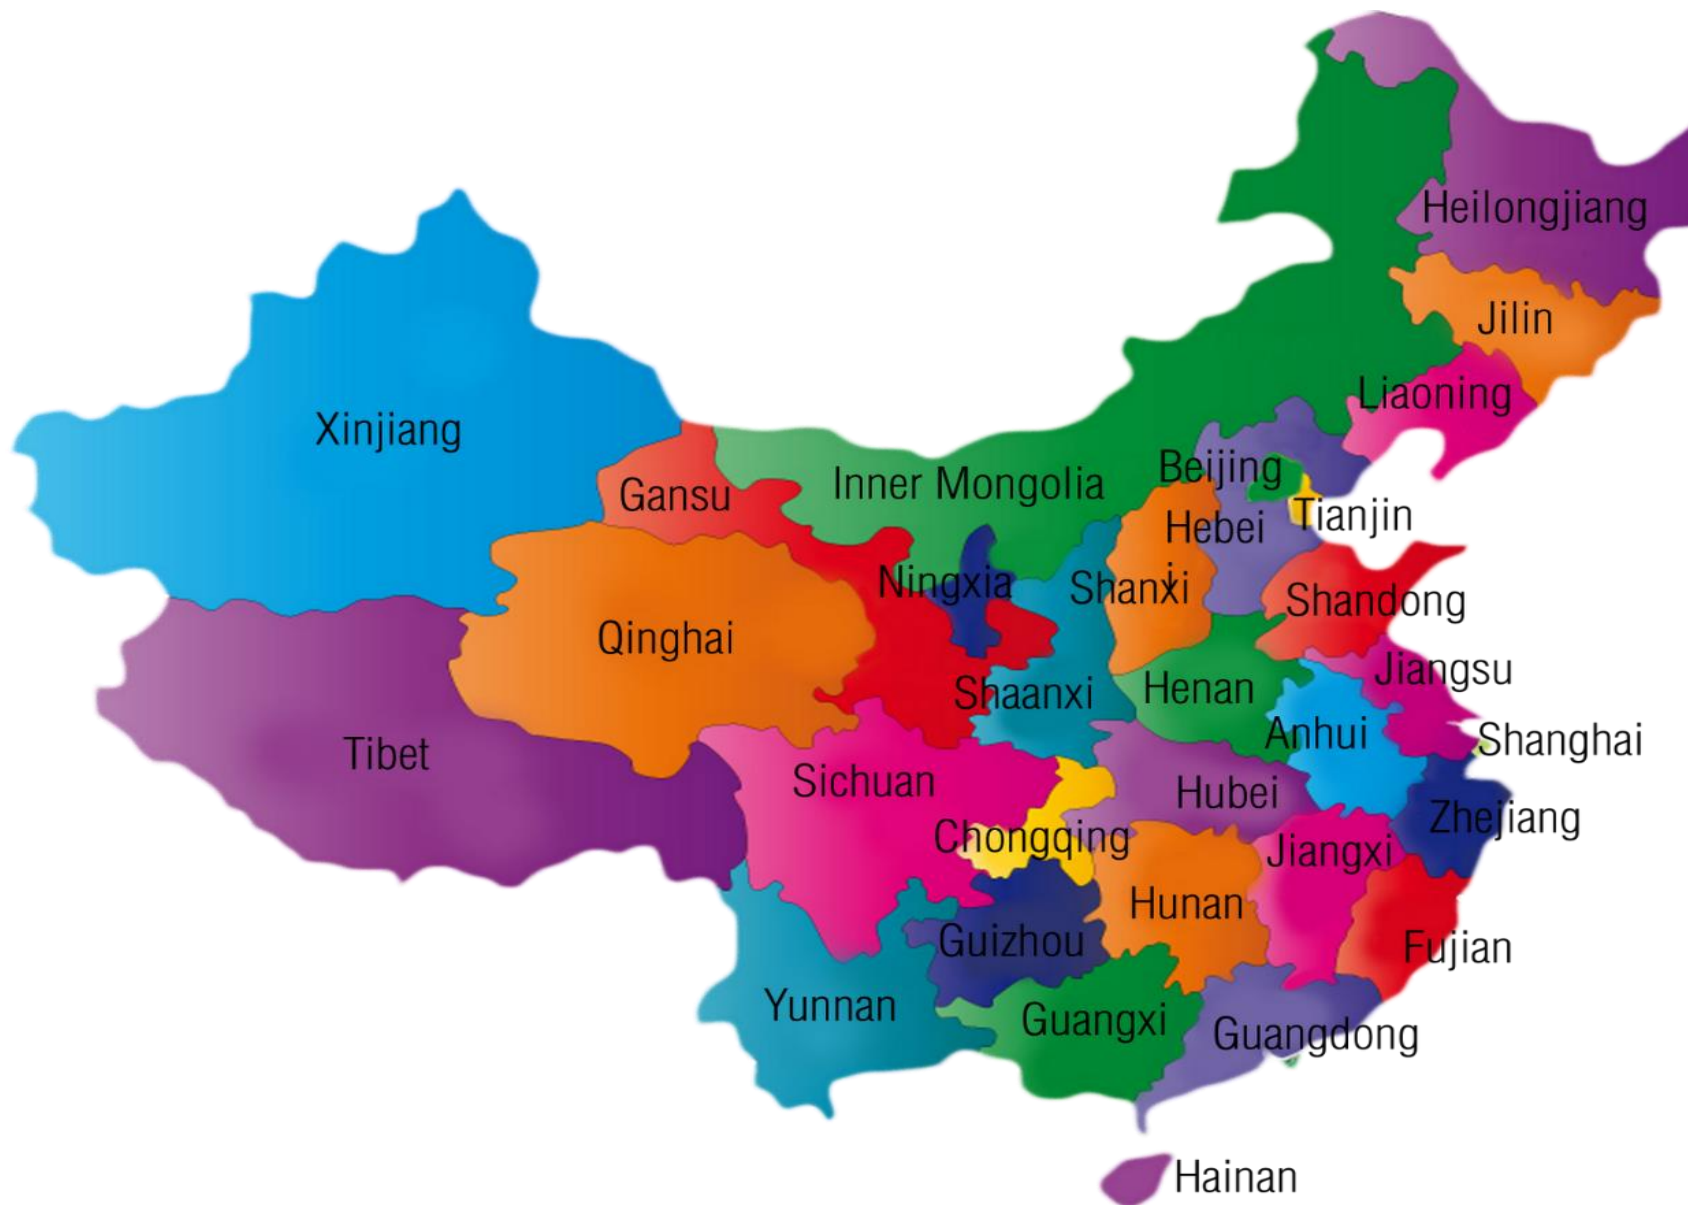 Heilongjiang
Jilin
Liaoning
Xinjiang
Beijing
Inner Mongolia
Gansu
Tianjin
Hebei
Ningxia
Shanxi
Shandong
Qinghai
Jiangsu
Shaanxi
Henan
Anhui
Shanghai
Tibet
Sichuan
Hubei
Zhejiang
Chongqing
Jiangxi
Hunan
Guizhou
Fujian
Yunnan
Guangxi
Guangdong
Hainan